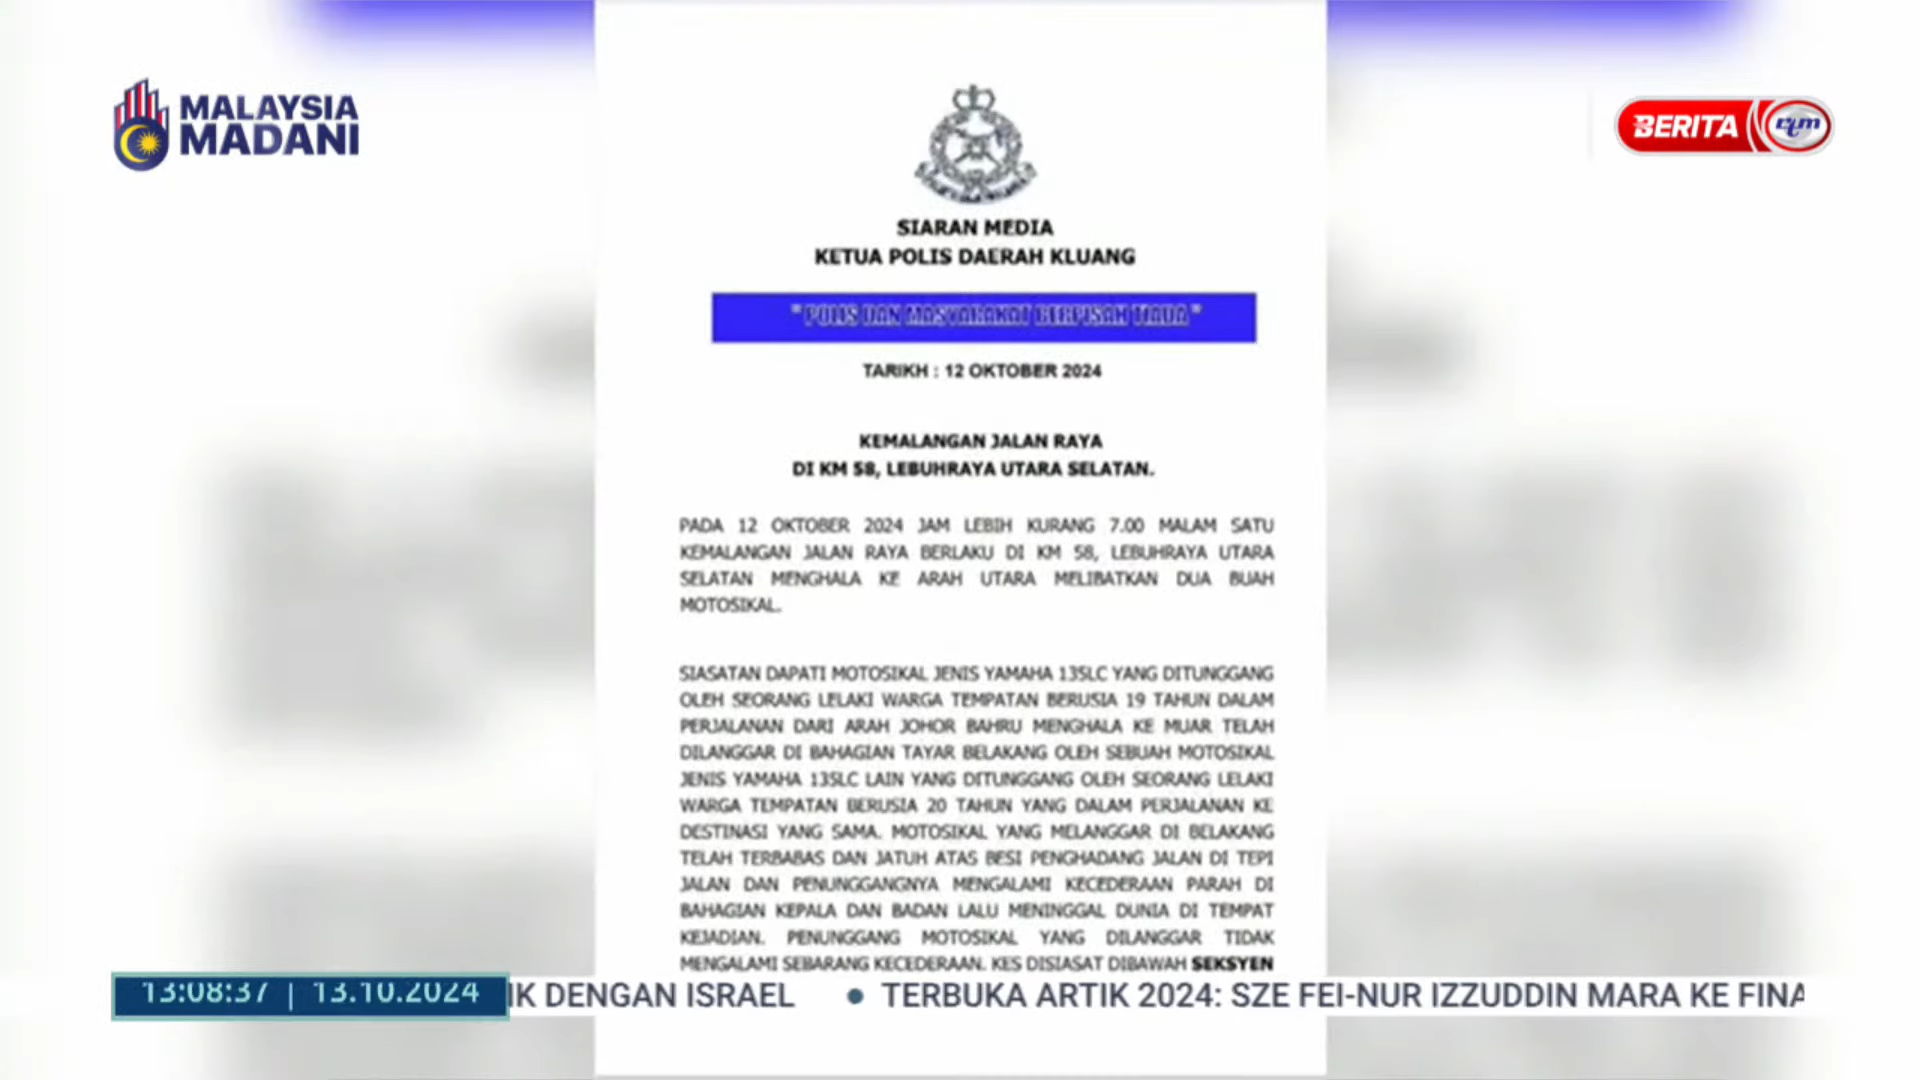 MALAYSIA
MADANI
BERITA rtm
SIARAN MEDIA
KETUA POLIS DAERAH KLUANG
" POLIS DAN MASYARAKAT BERPISAH TIADA "
TARIKH : 12 OKTOBER 2024
KEMALANGAN JALAN RAYA
DI KM 58, LEBUHRAYA UTARA SELATAN.
PADA 12 OKTOBER 2024 JAM LEBIH KURANG 7.00 MALAM SATU
KEMALANGAN JALAN RAYA BERLAKU DI KM 58, LEBUHRAYA UTARA
SELATAN MENGHALA KE ARAH UTARA MELIBATKAN DUA BUAH
MOTOSIKAL.
SIASATAN DAPATI MOTOSIKAL JENIS YAMAHA 135LC YANG DITUNGGANG
OLEH SEORANG LELAKI WARGA TEMPATAN BERUSIA 19 TAHUN DALAM
PERJALANAN DARI ARAH JOHOR BAHRU MENGHALA KE MUAR TELAH
DILANGGAR DI BAHAGIAN TAYAR BELAKANG OLEH SEBUAH MOTOSIKAL
JENIS YAMAHA 135LC LAIN YANG DITUNGGANG OLEH SEORANG LELAKI
WARGA TEMPATAN BERUSIA 20 TAHUN YANG DALAM PERJALANAN KE
DESTINASI YANG SAMA. MOTOSIKAL YANG MELANGGAR DI BELAKANG
TELAH TERBABAS DAN JATUH ATAS BESI PENGHADANG JALAN DI TEPI
JALAN DAN PENUNGGANGNYA MENGALAMI KECEDERAAN PARAH DI
BAHAGIAN KEPALA DAN BADAN LALU MENINGGAL DUNIA DI TEMPAT
KEJADIAN. PENUNGGANG MOTOSIKAL YANG DILANGGAR TIDAK
MENGALAMI SEBARANG KECEDERAAN. KES DISIASAT DIBAWAH SEKSYEN
13:08:37 | 13.10.2024 IK DENGAN ISRAEL • TERBUKA ARTIK 2024: SZE FEI-NUR IZZUDDIN MARA KE FINA